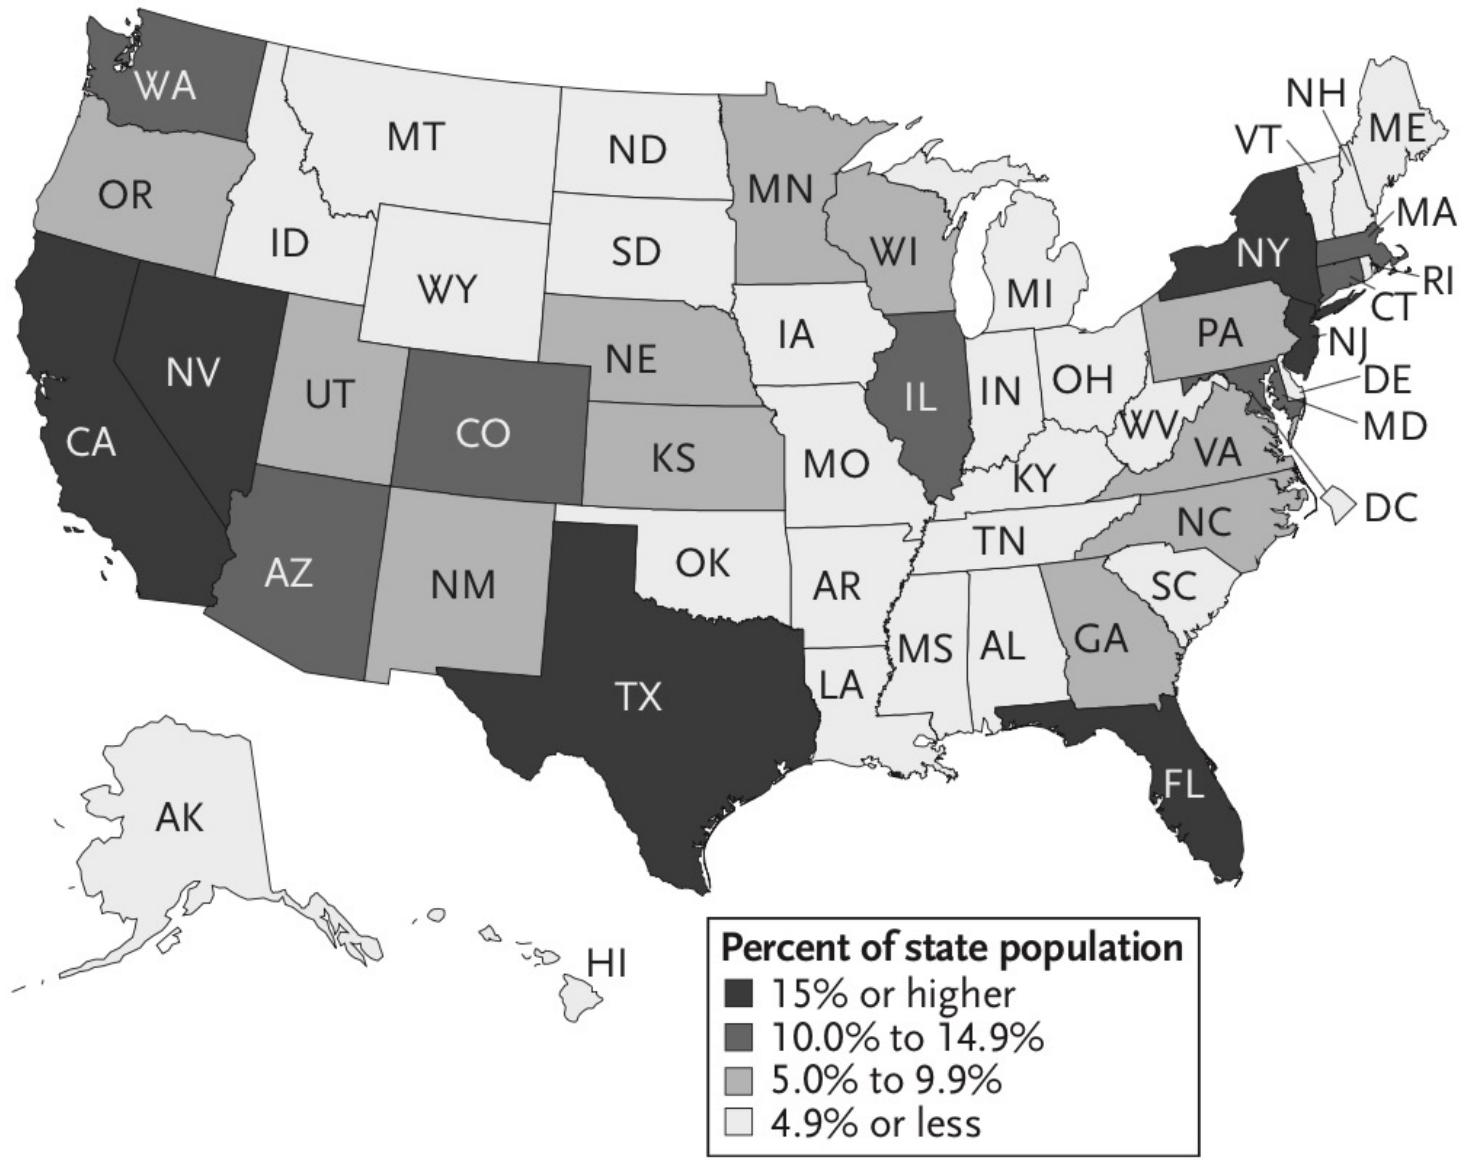 WA
MT
ND
MN
OR
ID
WY
SD
WI
MI
NH
VT
ME
MA
NY
RI
CT
NJ
PA
DE
MD
NV
UT
NE
IA
IL
IN
OH
WV
VA
DC
CA
CO
KS
MO
KY
NC
TN
SC
AZ
NM
OK
AR
MS
AL
GA
TX
LA
FL
AK
HI
Percent of state population
15% or higher
10.0% to 14.9%
5.0% to 9.9%
4.9% or less